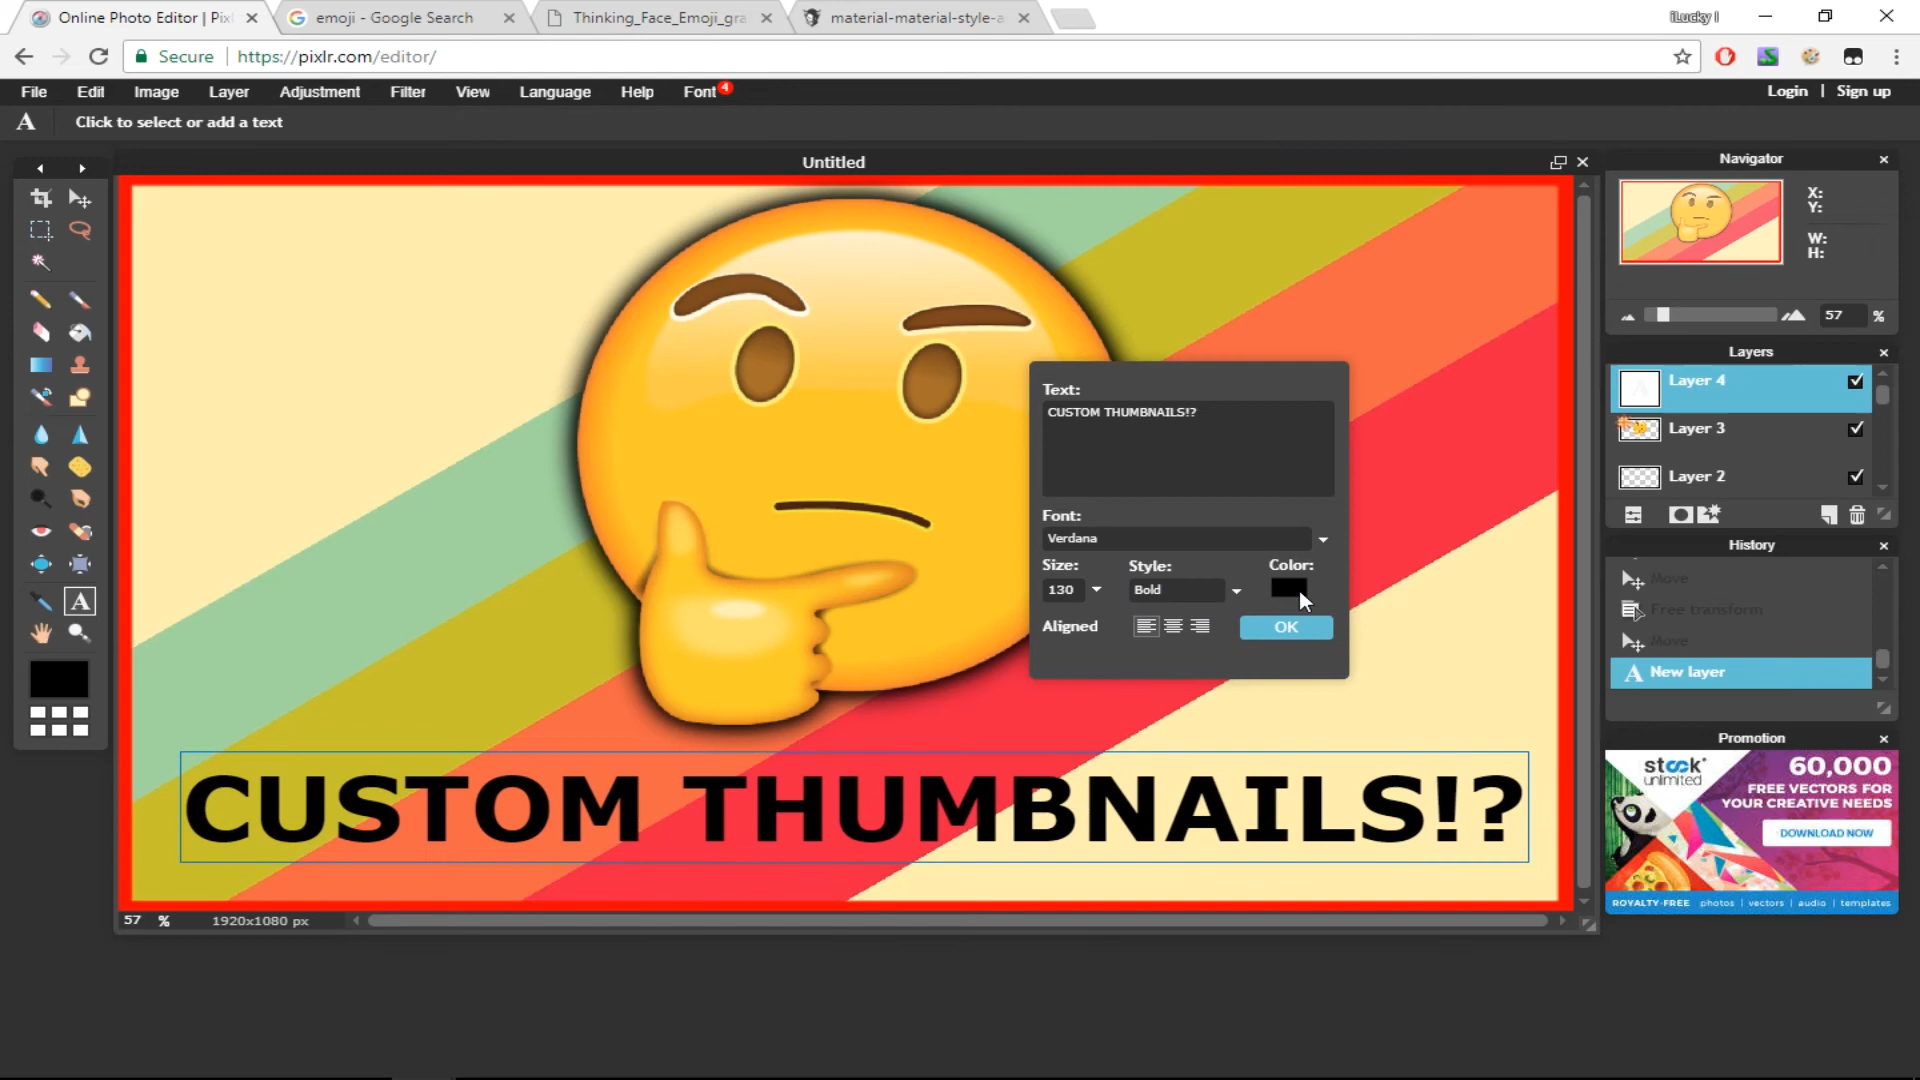 Online Photo Editor | Pixl
emoji - Google Search
Thinking_Face_Emoji_gra
material-material-style-a
iLucky I
Secure
https://pixlr.com/editor/
File Edit Image Layer Adjustment Filter View Language Help Font 4
Login | Sign up
A Click to select or add a text
Untitled
Navigator
X:
Y:
W:
H:
57 %
Layers
Layer 4
Layer 3
Layer 2
Text:
CUSTOM THUMBNAILS!?
Font:
Verdana
Size: Style: Color:
130 Bold
Aligned OK
History
Move
Free transform
Move
A New layer
A
CUSTOM THUMBNAILS!?
Promotion
stock
unlimited
60,000
FREE VECTORS FOR
YOUR CREATIVE NEEDS
DOWNLOAD NOW
ROYALTY-FREE photos | vectors | audio | templates
57 % 1920x1080 px